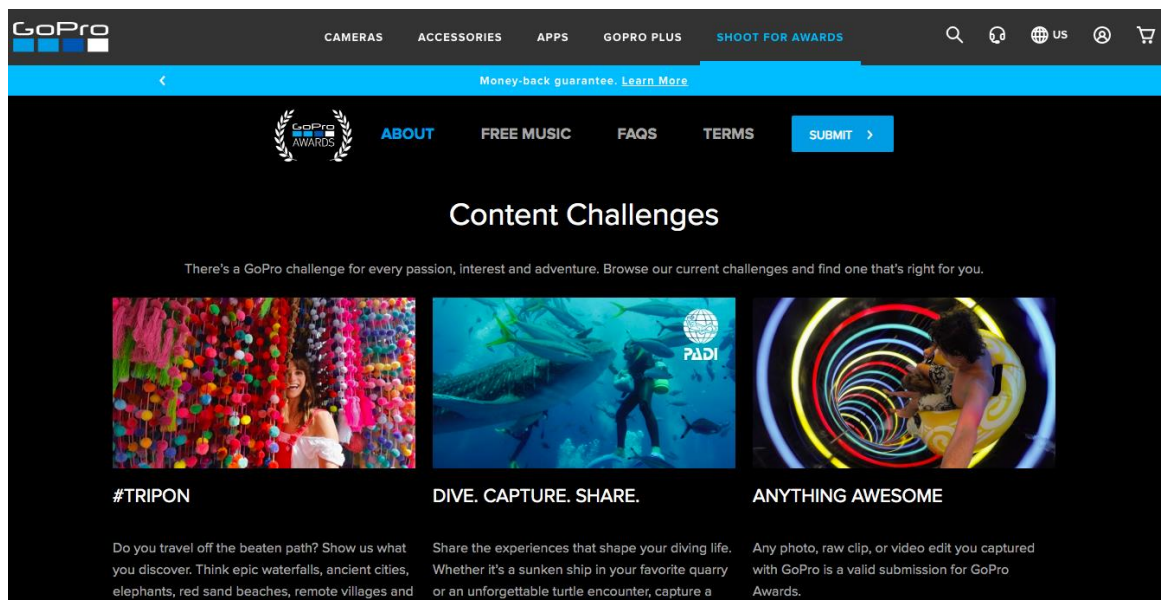 GoPro
CAMERAS ACCESSORIES APPS GOPRO PLUS SHOOT FOR AWARDS US
Money-back guarantee. Learn More
GoPro
AWARDS
ABOUT FREE MUSIC FAQS TERMS SUBMIT
Content Challenges
There's a GoPro challenge for every passion, interest and adventure. Browse our current challenges and find one that's right for you.
PADI
#TRIPON
Do you travel off the beaten path? Show us what
you discover. Think epic waterfalls, ancient cities,
elephants, red sand beaches, remote villages and
DIVE. CAPTURE. SHARE.
Share the experiences that shape your diving life.
Whether it's a sunken ship in your favorite quarry
or an unforgettable turtle encounter, capture a
ANYTHING AWESOME
Any photo, raw clip, or video edit you captured
with GoPro is a valid submission for GoPro
Awards.